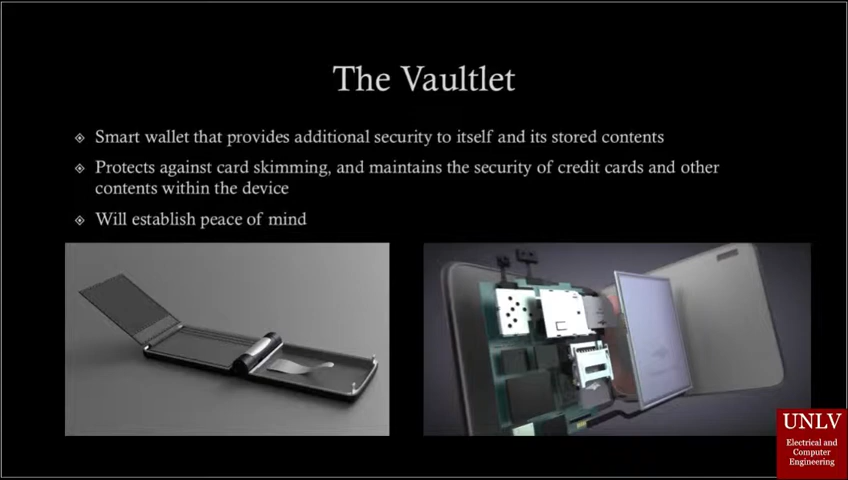 The Vaultlet
Smart wallet that provides additional security to itself and its stored contents
Protects against card skimming, and maintains the security of credit cards and other
contents within the device
Will establish peace of mind
UNLV
Electrical and
Computer
Engineering